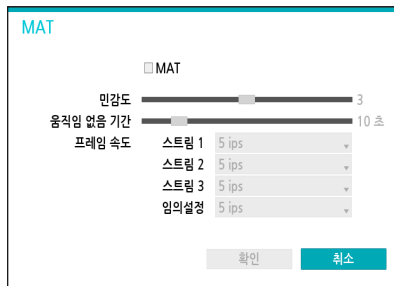 MAT
MAT
민감도 3
움직임 없음 기간 10 초
프레임 속도 스트림 1 5 ips
스트림 2 5 ips
스트림 3 5 ips
임의설정 5 ips
확인 취소